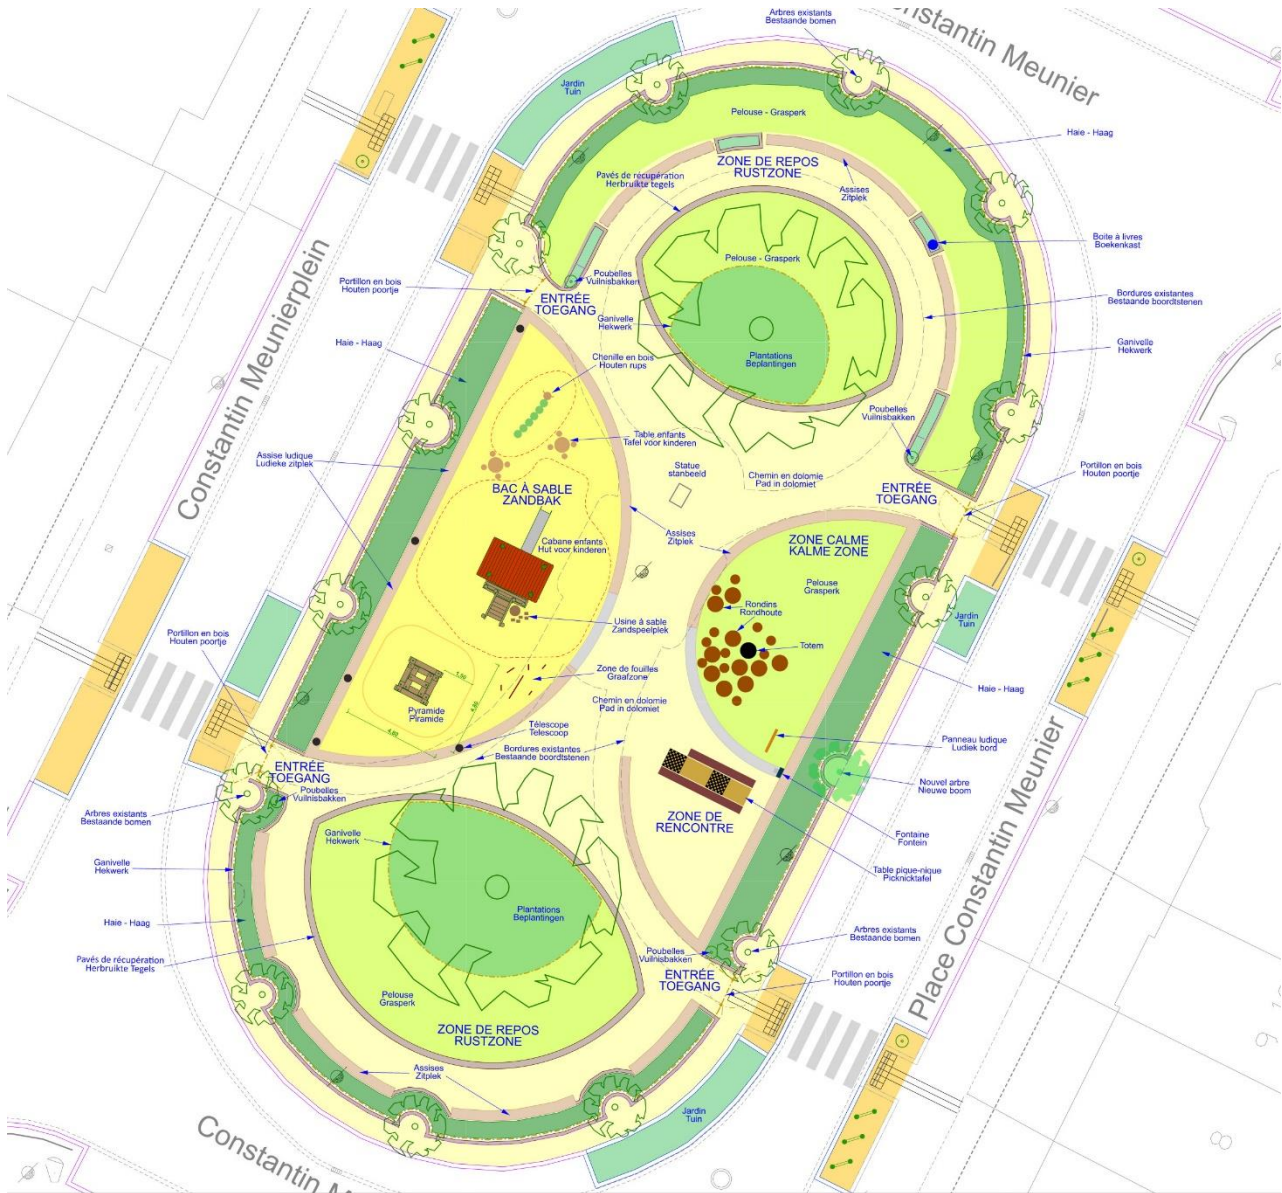 Constantin Meunier
Arbres existants
Bestaande bomen
Jardin
Tuin
Pelouse - Grasperk
Haie - Haag
ZONE DE REPOS
RUSTZONE
Pavés de récupération
Herbruikte tegels
Assises
Zitplek
Boite à livres
Boekenkast
Pelouse - Grasperk
Poubelles
Vuilnisbakken
Portillon en bois
Houten poortje
ENTRÉE
TOEGANG
Bordures existantes
Bestaande boordtstenen
Ganivelle
Hekwerk
Ganivelle
Hekwerk
Haie - Haag
Plantations
Beplantingen
Chenille en bois
Houten rups
Constantin Meunierplein
Table enfants
Tafel voor kinderen
Poubelles
Vuilnisbakken
Assise ludique
Ludieke zitplek
Statue
stanbeeld
Chemin en dolomie
Pad in dolomiet
Portillon en bois
Houten poortje
BAC À SABLE
ZANDBAK
ENTRÉE
TOEGANG
Assises
Zitplek
ZONE CALME
KALME ZONE
Cabane enfants
Hut voor kinderen
Pelouse
Grasperk
Rondins
Rondhoute
Jardin
Tuin
Usine à sable
Zandspeelplek
Portillon en bois
Houten poortje
Totem
Zone de fouilles
Graafzone
Haie - Haag
Chemin en dolomie
Pad in dolomiet
Pyramide
Piramide
Télescope
Telescoop
Panneau ludique
Ludiek bord
Bordures existantes
Bestaande boordtstenen
ENTRÉE
TOEGANG
Poubelles
Vuilnisbakken
Nouvel arbre
Nieuwe boom
Arbres existants
Bestaande bomen
ZONE DE
RENCONTRE
Fontaine
Fontein
Ganivelle
Hekwerk
Ganivelle
Hekwerk
Table pique-nique
Picknicktafel
Place Constantin Meunier
Haie - Haag
Plantations
Beplantingen
Arbres existants
Bestaande bomen
Pavés de récupération
Herbruikte Tegels
Poubelles
Vuilnisbakken
ENTRÉE
TOEGANG
Portillon en bois
Houten poortje
Pelouse
Grasperk
ZONE DE REPOS
RUSTZONE
Assises
Zitplek
Jardin
Tuin
8